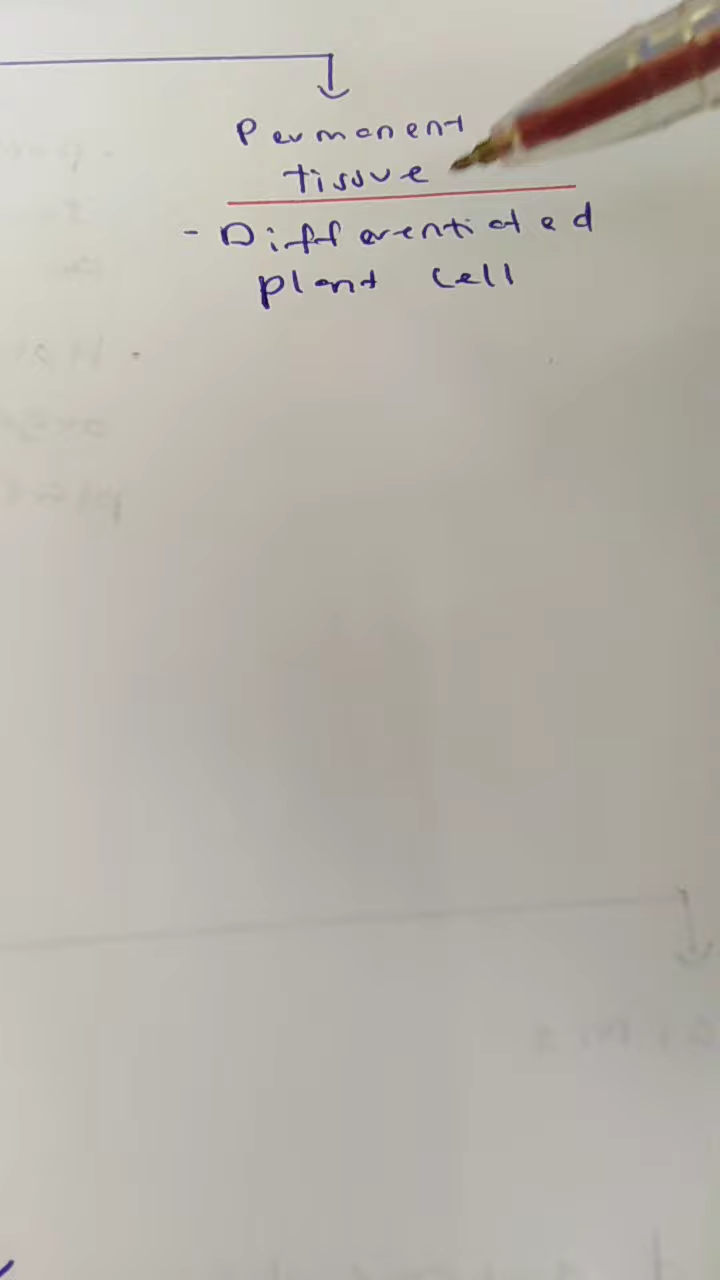 Permanent
tissue
- Differentiated
plant cell